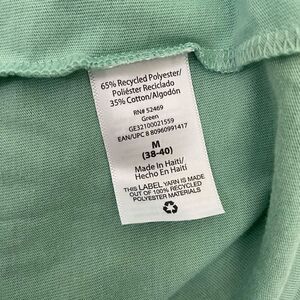 65% Recycled Polyester/
Poliéster Reciclado
35% Cotton/Algodón
RN# 52469
Green
GE32100021559
EAN/UPC 8 80960991417
M
(38-40)
Made In Haiti/
Hecho En Haití
THIS LABEL YARN IS MADE
OUT OF 100% RECYCLED
POLYESTER MATERIALS